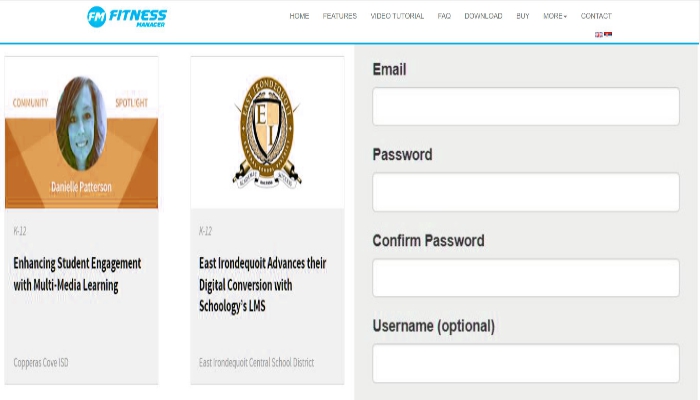 FM FITNESS
MANAGER
HOME FEATURES VIDEO TUTORIAL FAQ DOWNLOAD BUY MORE CONTACT
COMMUNITY SPOTLIGHT
Danielle Patterson
K-12
Enhancing Student Engagement
with Multi-Media Learning
Copperas Cove ISD
EAST IRONDEQUOIT
E I
K-12
East Irondequoit Advances their
Digital Conversion with
Schoology's LMS
East Irondequoit Central School District
Email
Password
Confirm Password
Username (optional)